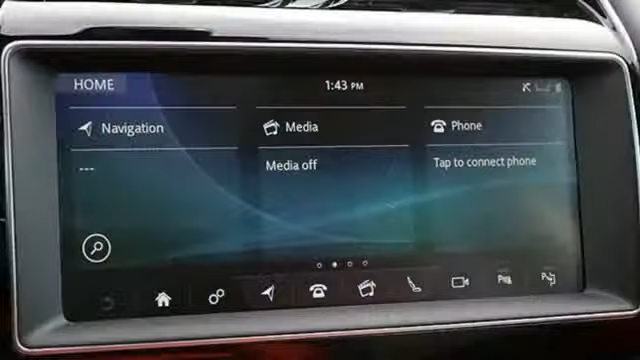 HOME
1:43 PM
Navigation
Media
Phone
---
Media off
Tap to connect phone